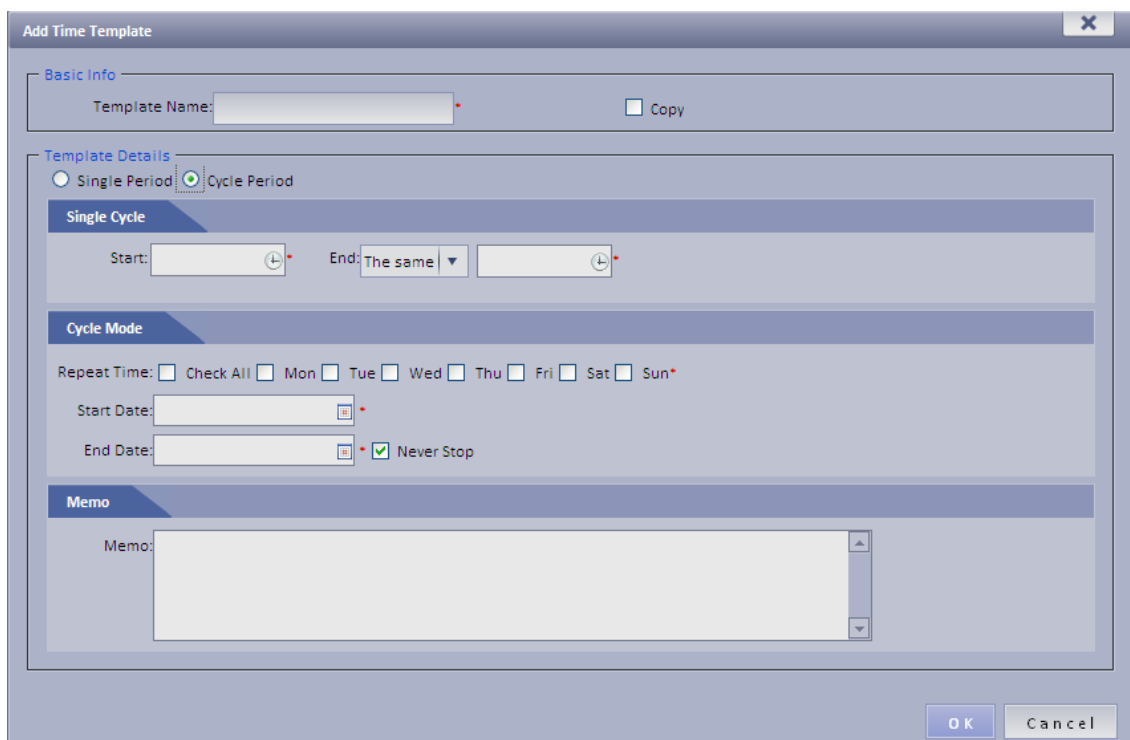 Add Time Template
Basic Info
Template Name: * Copy
Template Details
Single Period Cycle Period
Single Cycle
Start: * End: The same *
Cycle Mode
Repeat Time: Check All Mon Tue Wed Thu Fri Sat Sun*
Start Date: *
End Date: * Never Stop
Memo
Memo:
OK Cancel